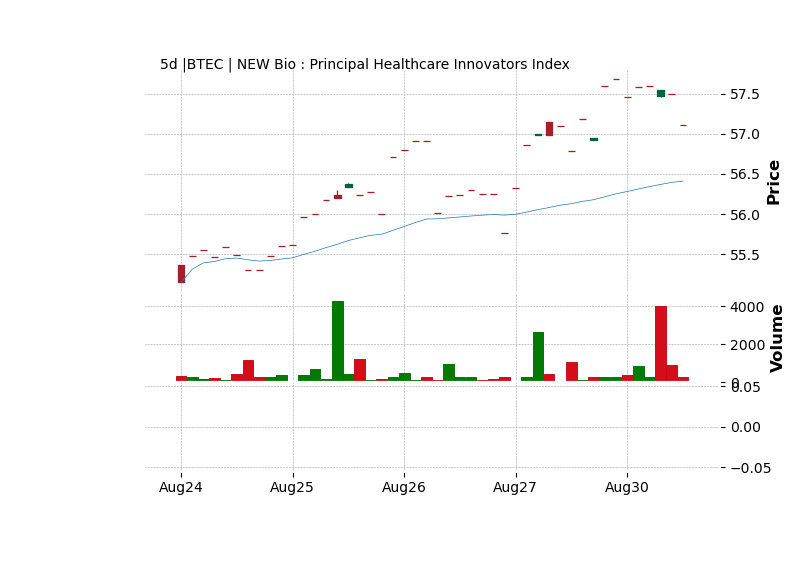 5d |BTEC | NEW Bio : Principal Healthcare Innovators Index
57.5
57.0
56.5
56.0
55.5
Price
4000
2000
0
Volume
0.05
0.00
−0.05
Aug24 Aug25 Aug26 Aug27 Aug30